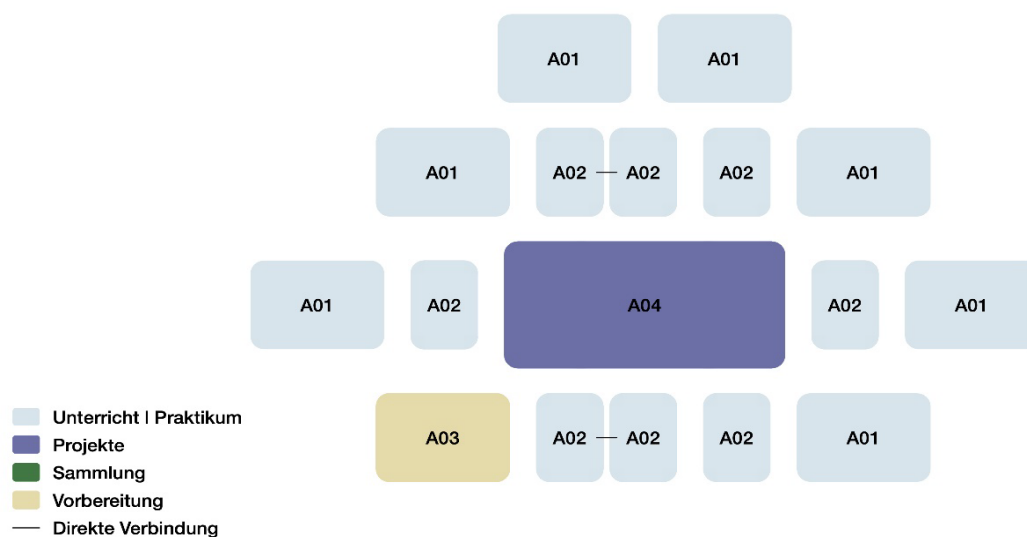 A01 A01
A01 A02 — A02 A02 A01
A01 A02 A04 A02 A01
A03 A02 — A02 A02 A01
Unterricht | Praktikum
Projekte
Sammlung
Vorbereitung
Direkte Verbindung